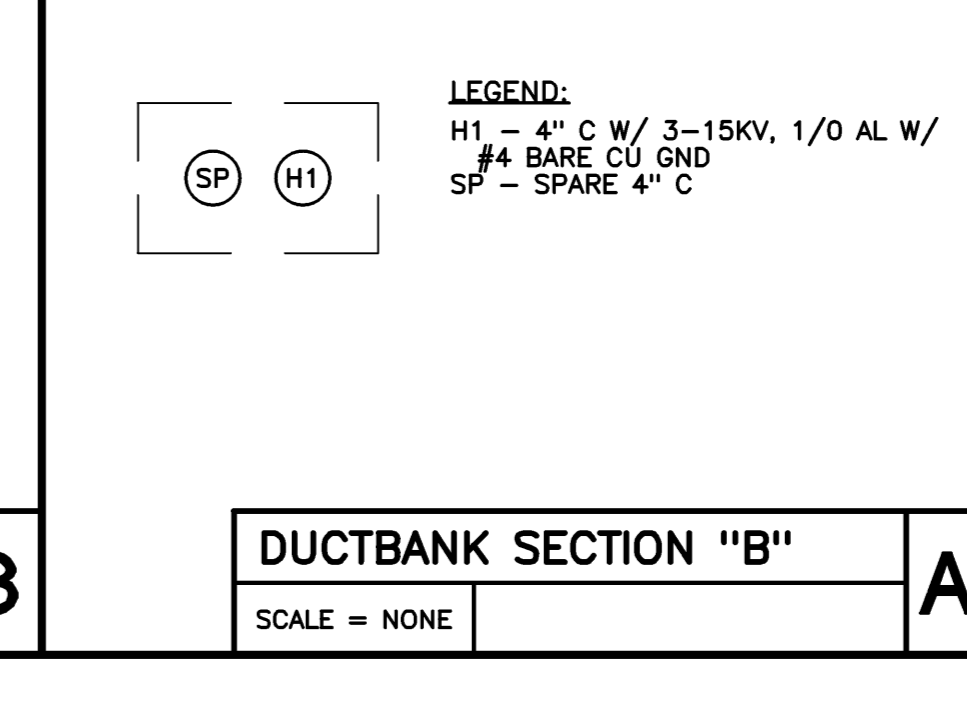 LEGEND:
H1 – 4" C W/ 3–15KV, 1/0 AL W/
#4 BARE CU GND
SP – SPARE 4" C
SP H1
DUCTBANK SECTION "B"
SCALE = NONE
A